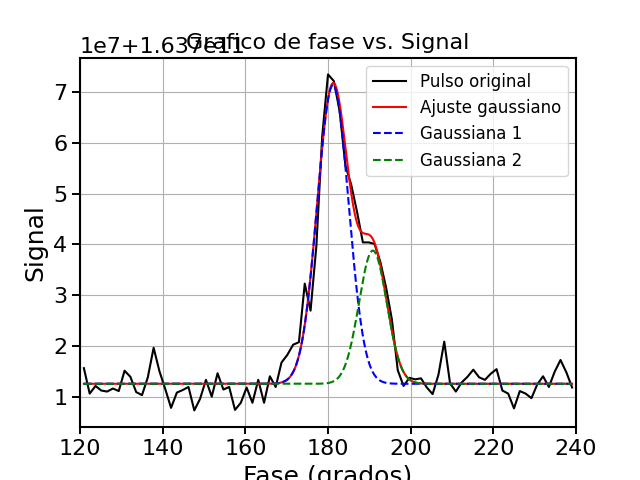 1e7+1.637e11
Grafico de fase vs. Signal
Pulso original
Ajuste gaussiano
Gaussiana 1
Gaussiana 2
Signal
7
6
5
4
3
2
1
120 140 160 180 200 220 240
Fase (grados)